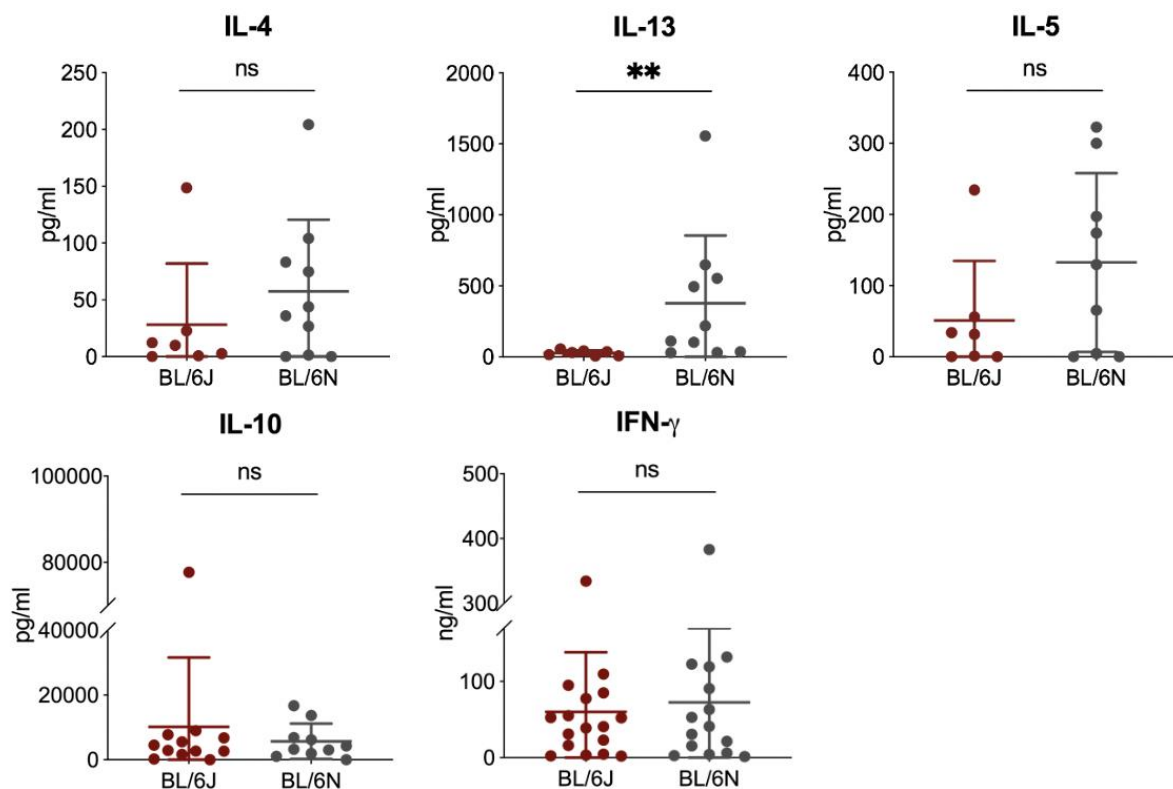 IL-4
ns
250
200
150
100
50
0
pg/ml
BL/6J BL/6N
IL-13
**
2000
1500
1000
500
0
pg/ml
BL/6J BL/6N
IL-5
ns
400
300
200
100
0
pg/ml
BL/6J BL/6N
IL-10
ns
100000
80000
40000
20000
0
pg/ml
BL/6J BL/6N
IFN-γ
ns
500
400
300
100
0
ng/ml
BL/6J BL/6N